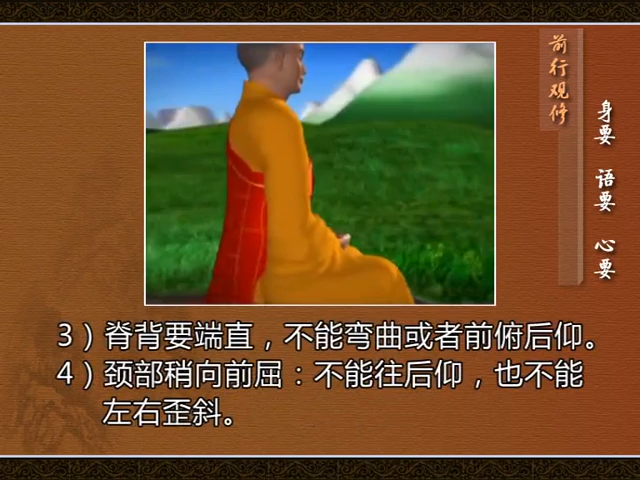 前行观修
身要 语要 心要
3）脊背要端直，不能弯曲或者前俯后仰。
4）颈部稍向前屈：不能往后仰，也不能
左右歪斜。